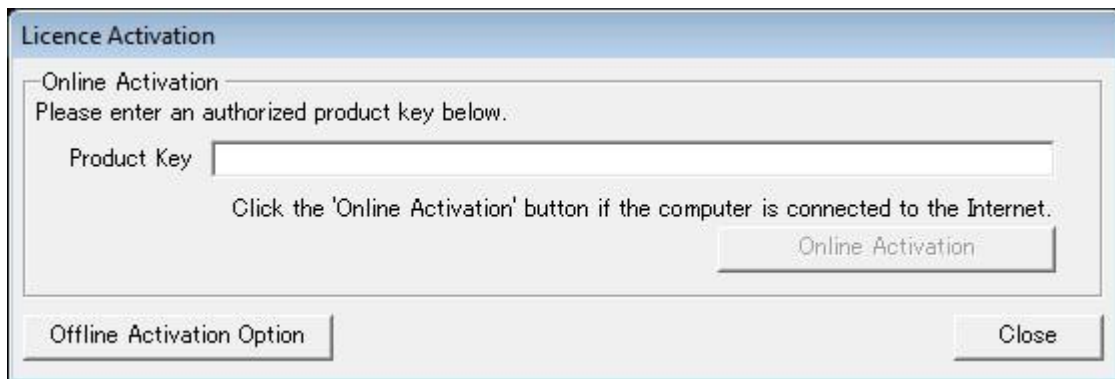 Licence Activation
Online Activation
Please enter an authorized product key below.
Product Key
Click the 'Online Activation' button if the computer is connected to the Internet.
Online Activation
Offline Activation Option
Close